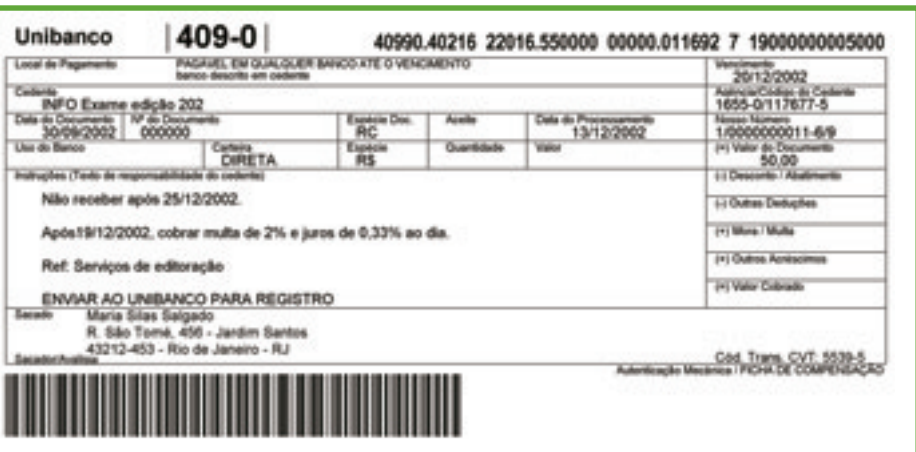 Unibanco |409-0| 40990.40216 22016.550000 00000.011692 7 19000000005000
Local de Pagamento PAGÁVEL EM QUALQUER BANCO ATÉ O VENCIMENTO Vencimento
banco descrito em cedente 20/12/2002
Cedente Agência/Código do Cedente
INFO Exame edição 202 1655-0/117677-5
Data do Documento Nº do Documento Espécie Doc. Aceite Data do Processamento Nosso Número
30/09/2002 000000 RC 13/12/2002 1/0000000011-6/9
Uso do Banco Carteira Espécie Quantidade Valor (=) Valor do Documento
DIRETA R$ 50,00
Instruções (Texto de responsabilidade do cedente) (-) Desconto / Abatimento
Não receber após 25/12/2002.
(-) Outras Deduções
Após19/12/2002, cobrar multa de 2% e juros de 0,33% ao dia.
(+) Mora / Multa
Ref: Serviços de editoração
(+) Outros Acréscimos
ENVIAR AO UNIBANCO PARA REGISTRO
(=) Valor Cobrado
Sacado Maria Silas Salgado
R. São Tomé, 456 - Jardim Santos
43212-453 - Rio de Janeiro - RJ
Sacador/Avalista Cód. Trans. CVT: 5539-5
Autenticação Mecânica / FICHA DE COMPENSAÇÃO